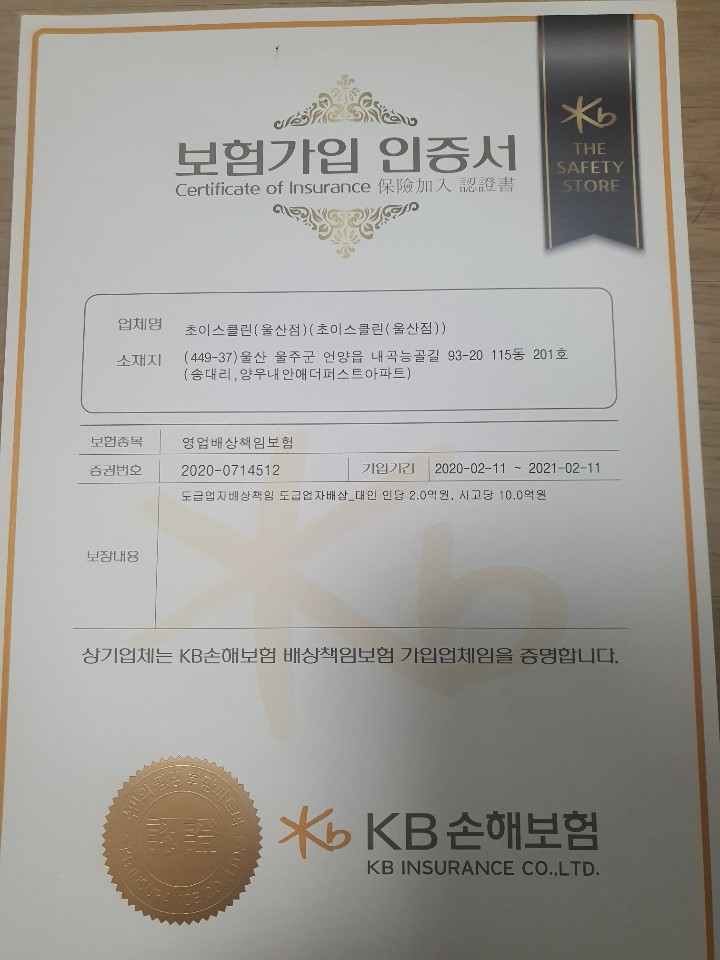 Kb
THE
SAFETY
STORE
보험가입 인증서
Certificate of Insurance 保險加入 認證書
업체명 초이스클린(울산점)(초이스클린(울산점))
소재지 (449-37)울산 울주군 언양읍 내곡능골길 93-20 115동 201호
(송대리,양우내안애더퍼스트아파트)
보험종목 영업배상책임보험
증권번호 2020-0714512 가입기간 2020-02-11 ~ 2021-02-11
보장내용 도급업자배상책임 도급업자배상_대인 인당 2.0억원, 사고당 10.0억원
상기업체는 KB손해보험 배상책임보험 가입업체임을 증명합니다.
認證
Kb KB손해보험
KB INSURANCE CO.,LTD.